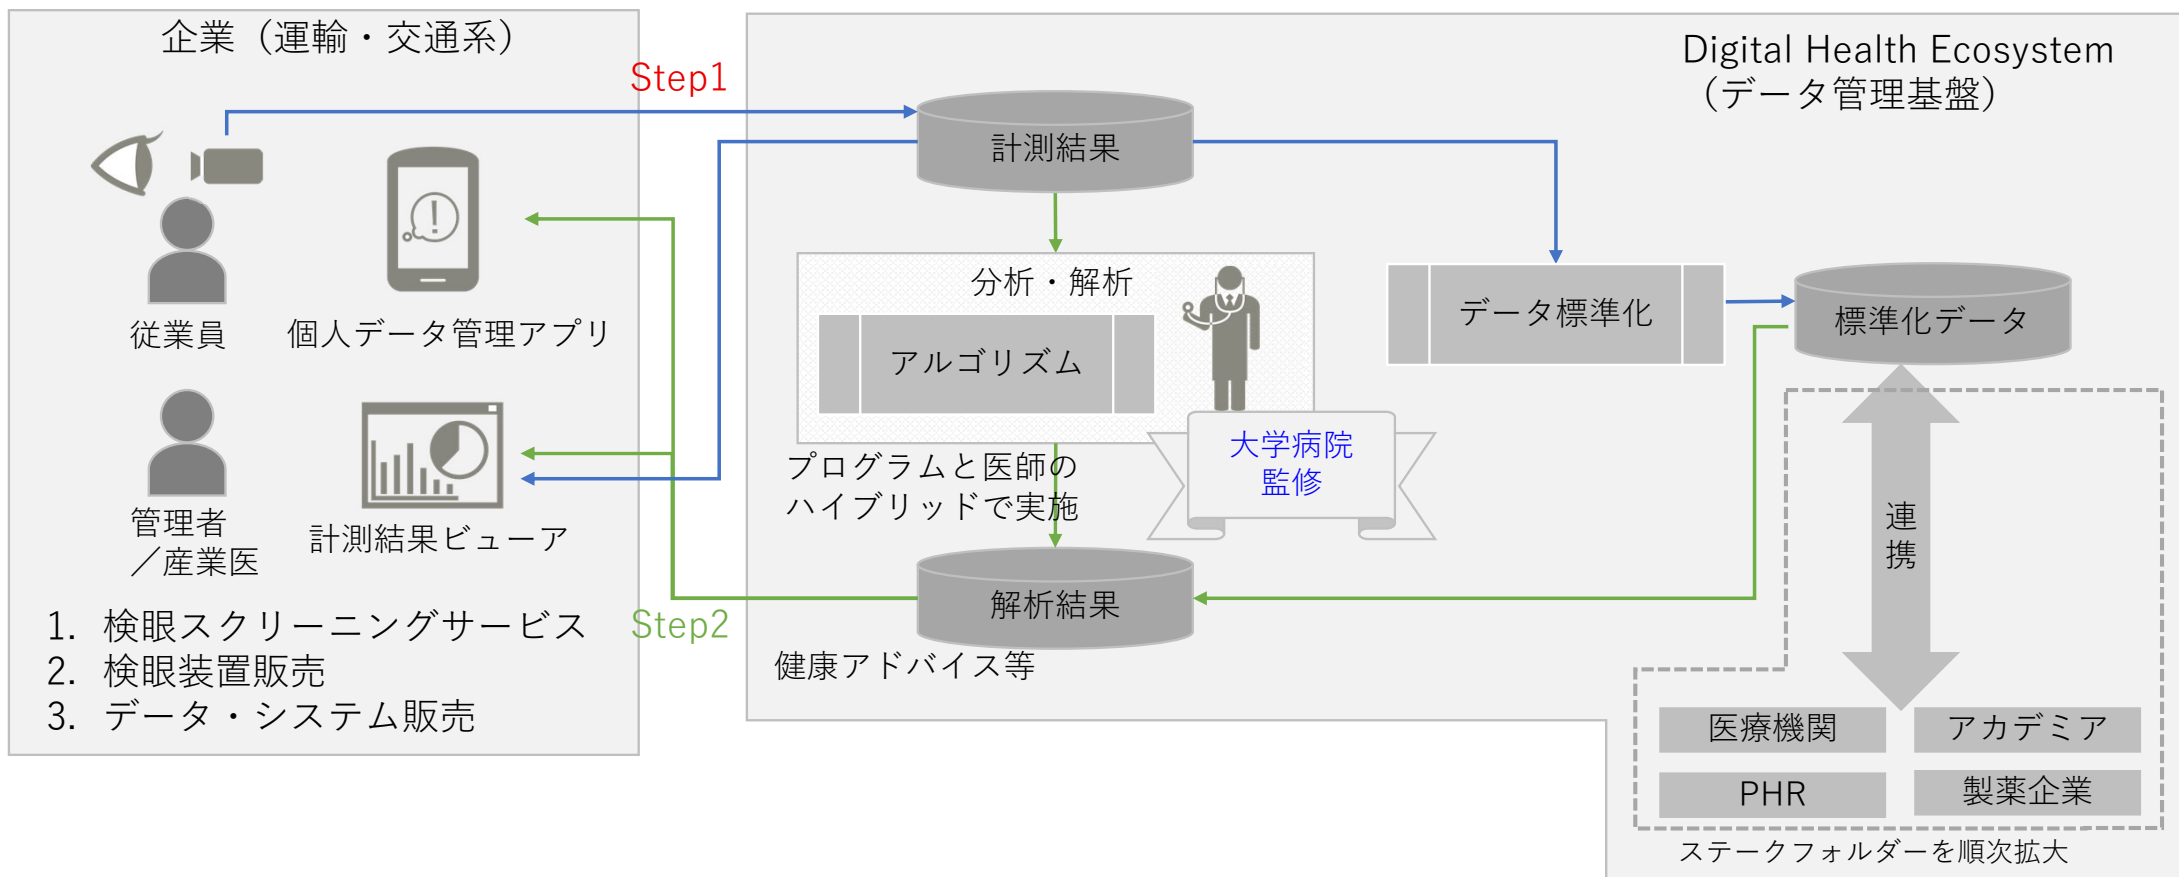 企業（運輸・交通系）
Step1
Digital Health Ecosystem
（データ管理基盤）
計測結果
分析・解析
アルゴリズム
データ標準化
標準化データ
従業員
個人データ管理アプリ
大学病院
監修
プログラムと医師の
ハイブリッドで実施
管理者
／産業医
計測結果ビューア
連
携
解析結果
1. 検眼スクリーニングサービス
2. 検眼装置販売
3. データ・システム販売
Step2
健康アドバイス等
医療機関
アカデミア
PHR
製薬企業
ステークフォルダーを順次拡大